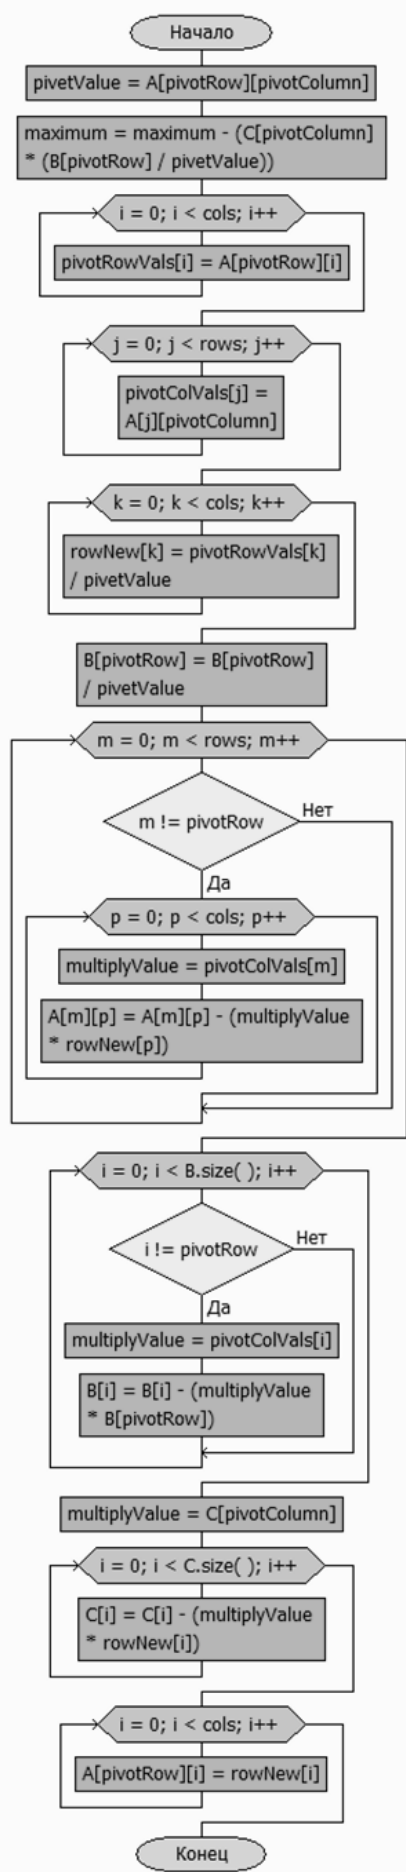 Начало
pivetValue = A[pivotRow][pivotColumn]
maximum = maximum - (C[pivotColumn]
* (B[pivotRow] / pivetValue))
i = 0; i < cols; i++
pivotRowVals[i] = A[pivotRow][i]
j = 0; j < rows; j++
pivotColVals[j] =
A[j][pivotColumn]
k = 0; k < cols; k++
rowNew[k] = pivotRowVals[k]
/ pivetValue
B[pivotRow] = B[pivotRow]
/ pivetValue
m = 0; m < rows; m++
m != pivotRow
Нет
Да
p = 0; p < cols; p++
multiplyValue = pivotColVals[m]
A[m][p] = A[m][p] - (multiplyValue
* rowNew[p])
i = 0; i < B.size( ); i++
i != pivotRow
Нет
Да
multiplyValue = pivotColVals[i]
B[i] = B[i] - (multiplyValue
* B[pivotRow])
multiplyValue = C[pivotColumn]
i = 0; i < C.size( ); i++
C[i] = C[i] - (multiplyValue
* rowNew[i])
i = 0; i < cols; i++
A[pivotRow][i] = rowNew[i]
Конец